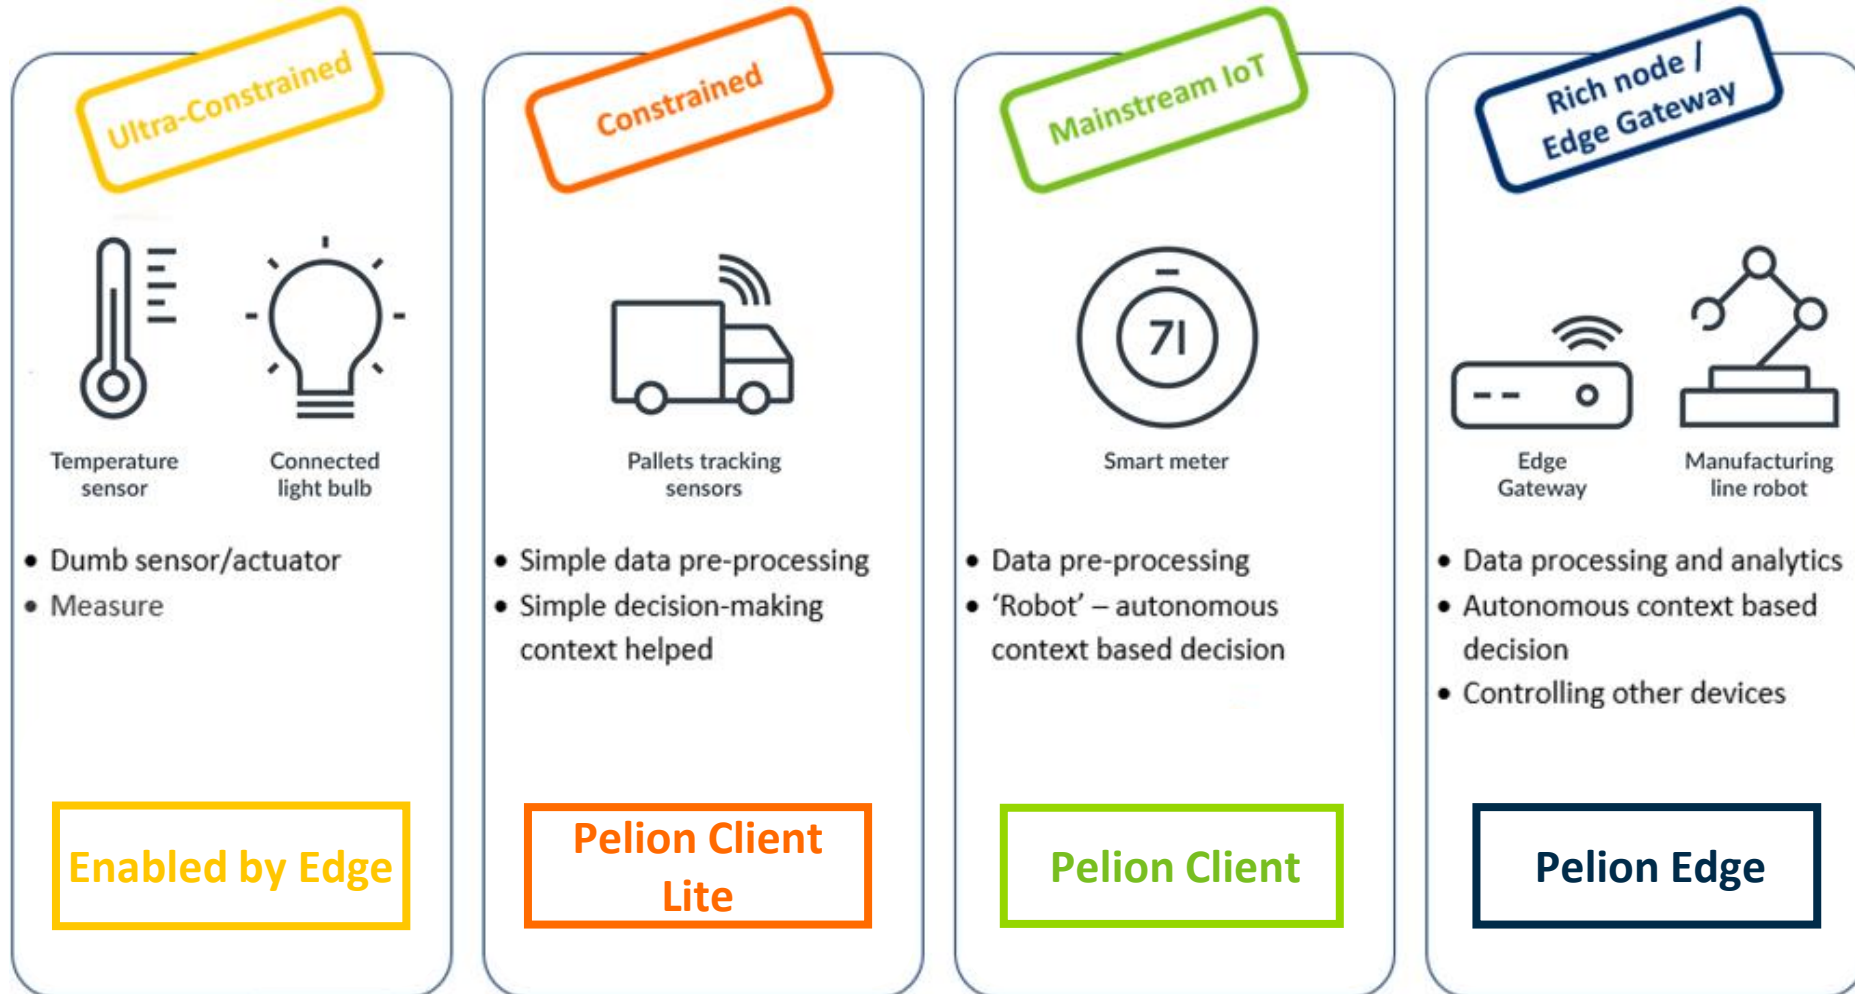 Ultra-Constrained
Temperature
sensor
Connected
light bulb
• Dumb sensor/actuator
• Measure
Enabled by Edge
Constrained
Pallets tracking
sensors
• Simple data pre-processing
• Simple decision-making
context helped
Pelion Client
Lite
Mainstream IoT
71
Smart meter
• Data pre-processing
• ‘Robot’ – autonomous
context based decision
Pelion Client
Rich node /
Edge Gateway
Edge
Gateway
Manufacturing
line robot
• Data processing and analytics
• Autonomous context based
decision
• Controlling other devices
Pelion Edge